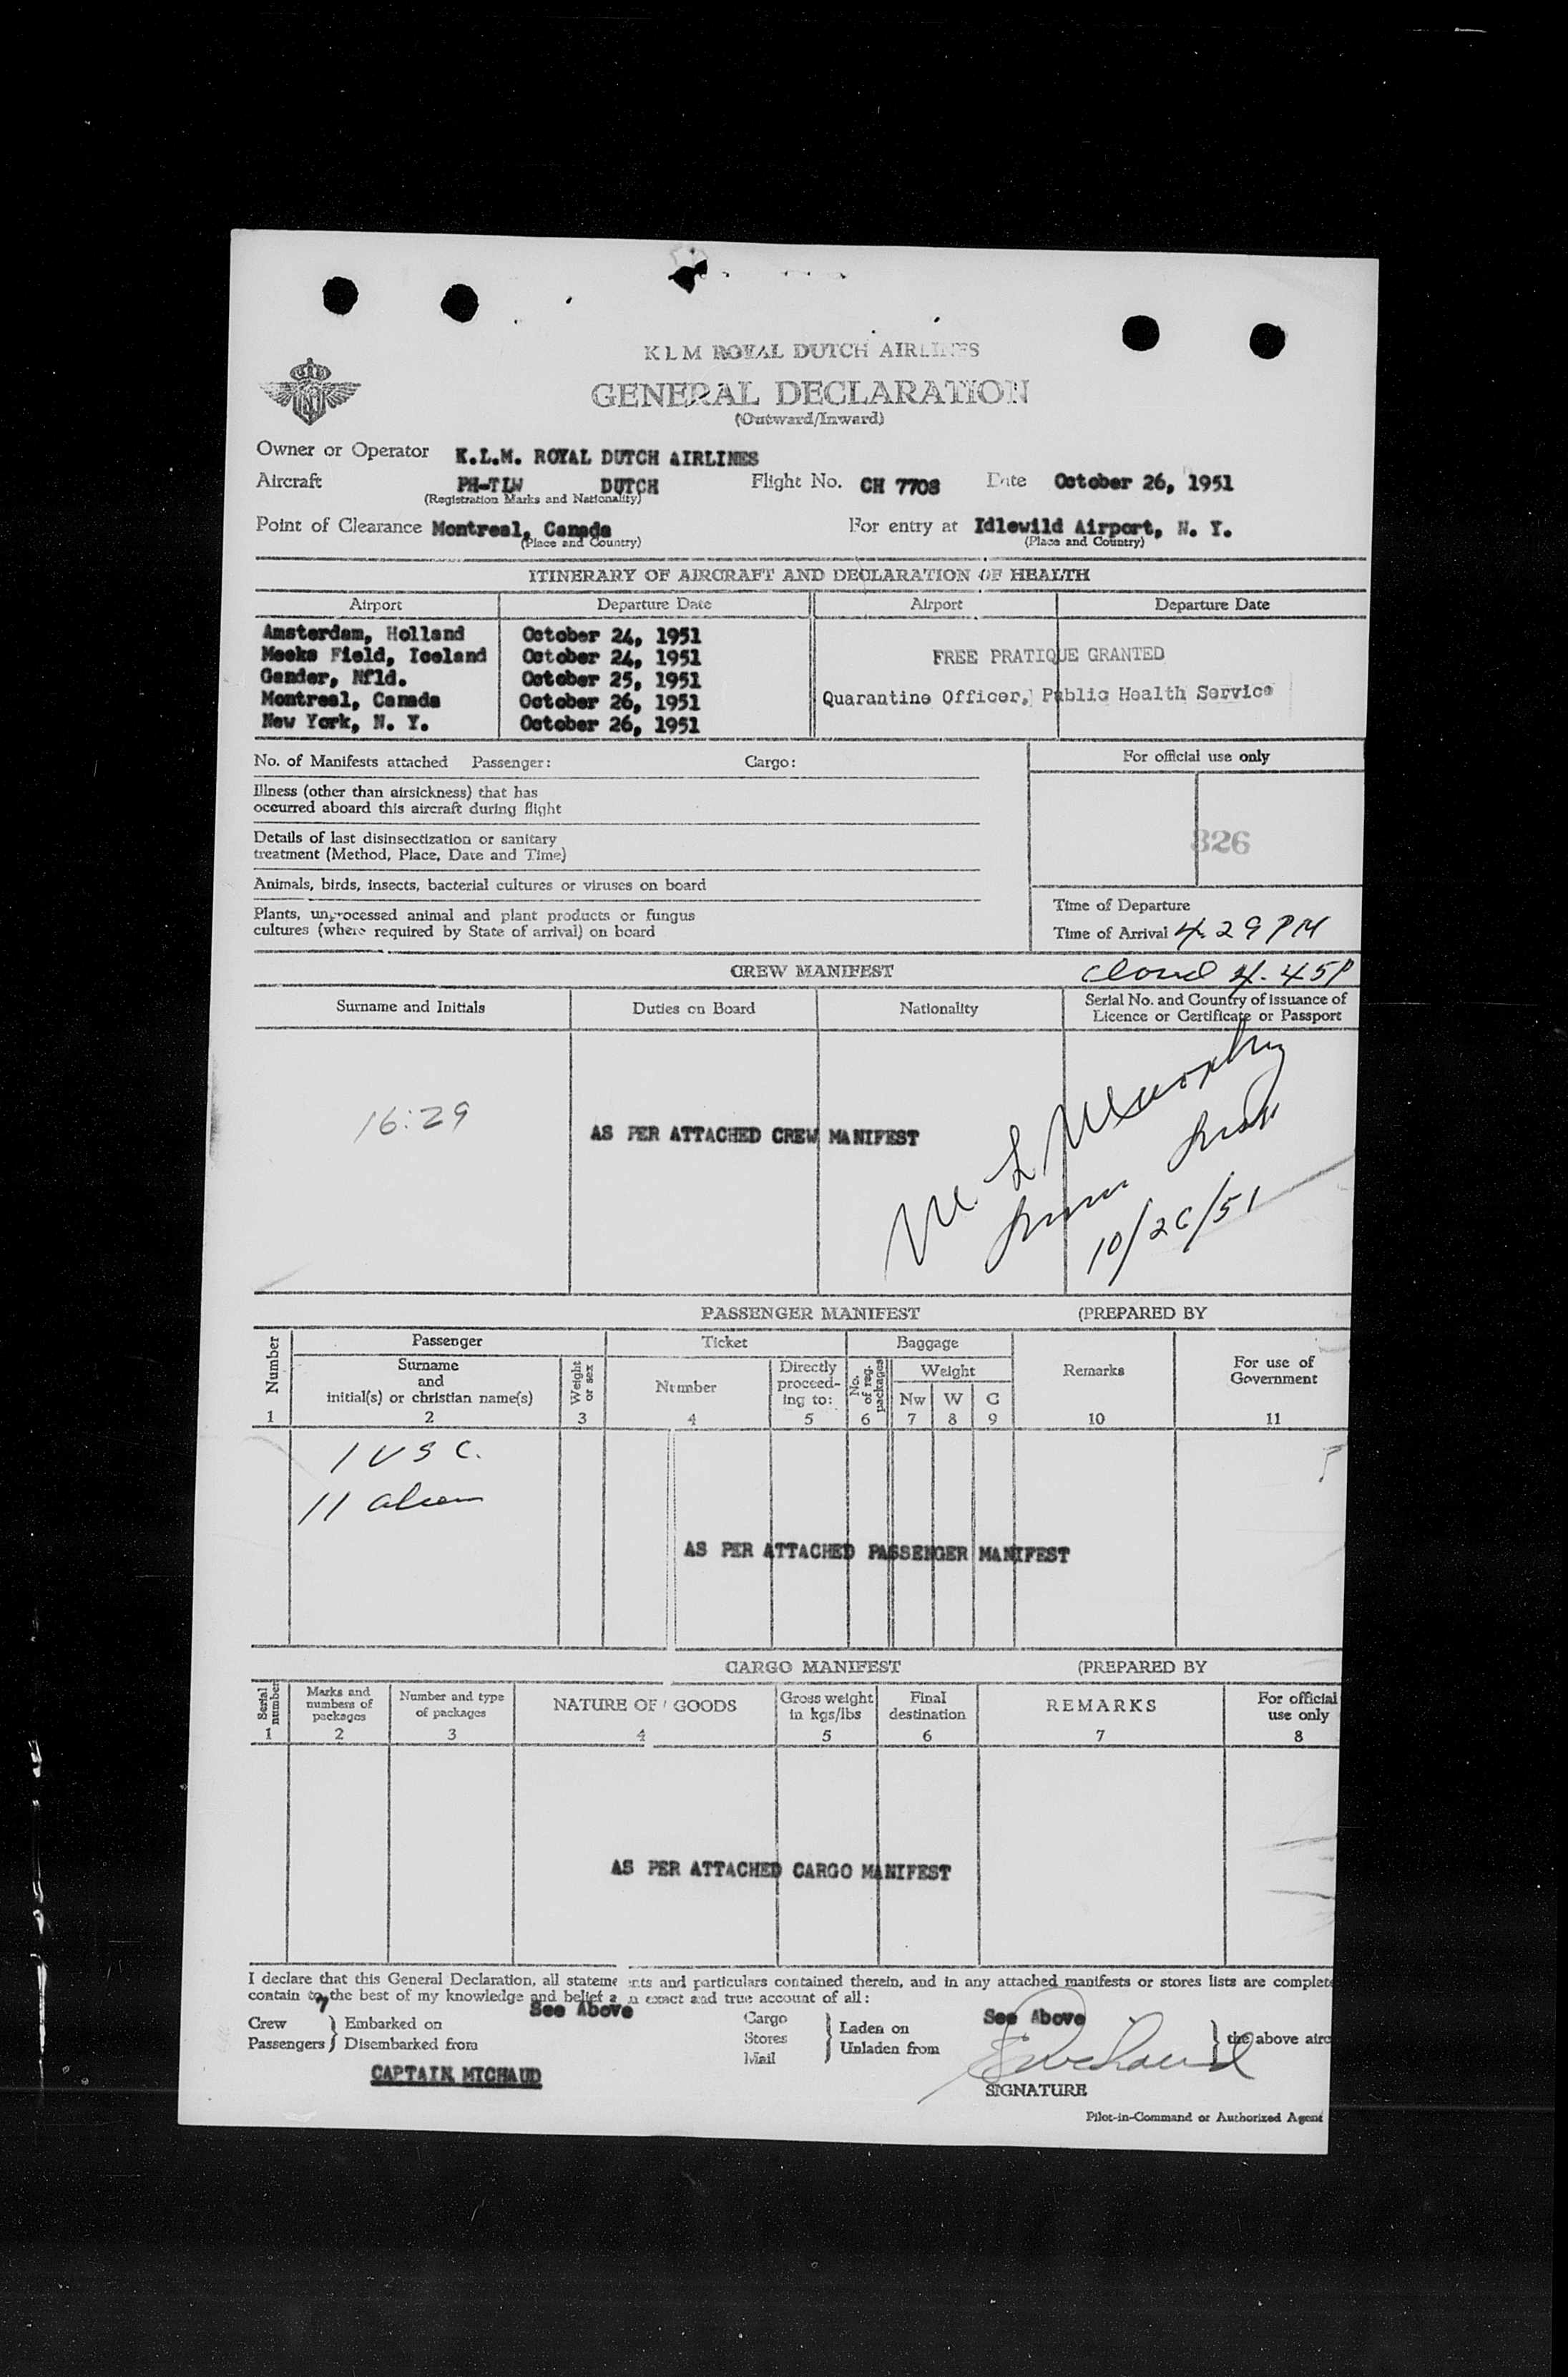 K L M ROYAL DUTCH AIRLINES
GENERAL DECLARATION
(Outward/Inward)
Owner or Operator K.L.M. ROYAL DUTCH AIRLINES
Aircraft PH-TLW DUTCH Flight No. CH 7708 Date October 26, 1951
(Registration Marks and Nationality)
Point of Clearance Montreal, Canada For entry at Idlewild Airport, N. Y.
(Place and Country) (Place and Country)
ITINERARY OF AIRCRAFT AND DECLARATION OF HEALTH
Airport Departure Date Airport Departure Date
Amsterdam, Holland October 24, 1951
Meeks Field, Iceland October 24, 1951
FREE PRATIQUE GRANTED
Gander, Nfld. October 25, 1951
Montreal, Canada October 26, 1951
Quarantine Officer, Public Health Service
New York, N. Y. October 26, 1951
No. of Manifests attached Passenger: Cargo: For official use only
Illness (other than airsickness) that has
occurred aboard this aircraft during flight
Details of last disinsectization or sanitary
treatment (Method, Place, Date and Time)
326
Animals, birds, insects, bacterial cultures or viruses on board
Plants, unprocessed animal and plant products or fungus
cultures (where required by State of arrival) on board
Time of Departure
Time of Arrival 4.29 PM
CREW MANIFEST 4.45P
Surname and Initials Duties on Board Nationality Serial No. and Country of issuance of
Licence or Certificate or Passport
16:29
AS PER ATTACHED CREW MANIFEST
10/26/51
PASSENGER MANIFEST (PREPARED BY
Number Passenger Ticket Baggage
Surname
and
initial(s) or christian name(s)
Weight or sex
Number
Directly
proceed-
ing to:
No. of reg. packages
Weight
Nw W C
Remarks
For use of
Government
1 2 3 4 5 6 7 8 9 10 11
1 USC.
11 alien
AS PER ATTACHED PASSENGER MANIFEST
CARGO MANIFEST (PREPARED BY
Serial number
Marks and
numbers of
packages
Number and type
of packages
NATURE OF GOODS
Gross weight
in kgs/lbs
Final
destination
REMARKS
For official
use only
1 2 3 4 5 6 7 8
AS PER ATTACHED CARGO MANIFEST
I declare that this General Declaration, all statements and particulars contained therein, and in any attached manifests or stores lists are complete
contain to the best of my knowledge and belief an exact and true account of all:
7 See Above See Above
Crew Embarked on
Passengers Disembarked from
Cargo
Stores
Mail
Laden on
Unladen from
the above airc
CAPTAIN MICHAUD
SIGNATURE
Pilot-in-Command or Authorized Agent